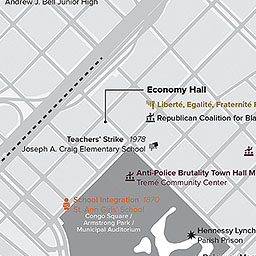 Andrew J. Bell Junior High
Economy Hall
Liberté, Egalité, Fraternité
Republican Coalition for
Teachers' Strike 1978
Joseph A. Craig Elementary School
Anti-Police Brutality Town Hall
Tremé Community Center
School Integration 1870
St. Ann Girls' School
Congo Square /
Armstrong Park /
Municipal Auditorium
Hennessy Lynch
Parish Prison